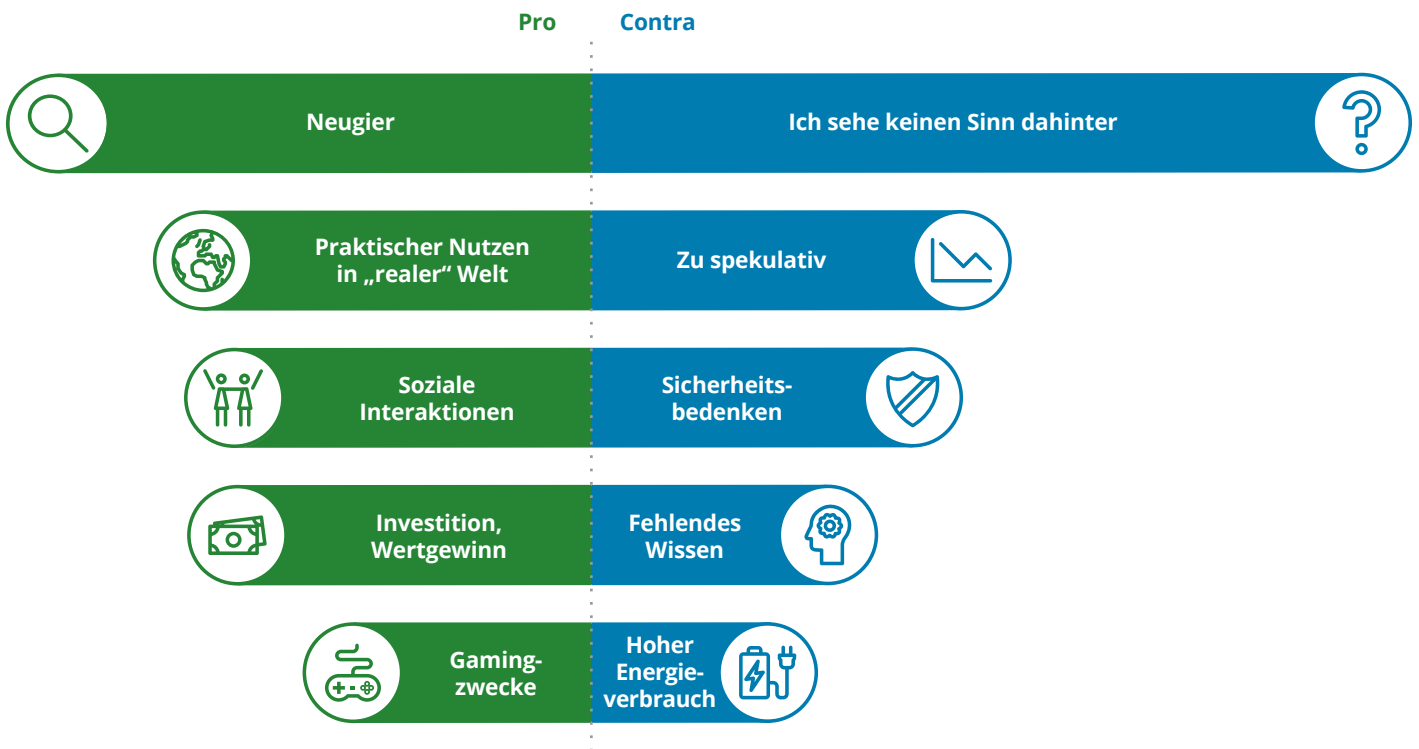 Pro
Contra
Neugier
Ich sehe keinen Sinn dahinter
Praktischer Nutzen
in „realer“ Welt
Zu spekulativ
Soziale
Interaktionen
Sicherheits-
bedenken
Investition,
Wertgewinn
Fehlendes
Wissen
Gaming-
zwecke
Hoher
Energie-
verbrauch